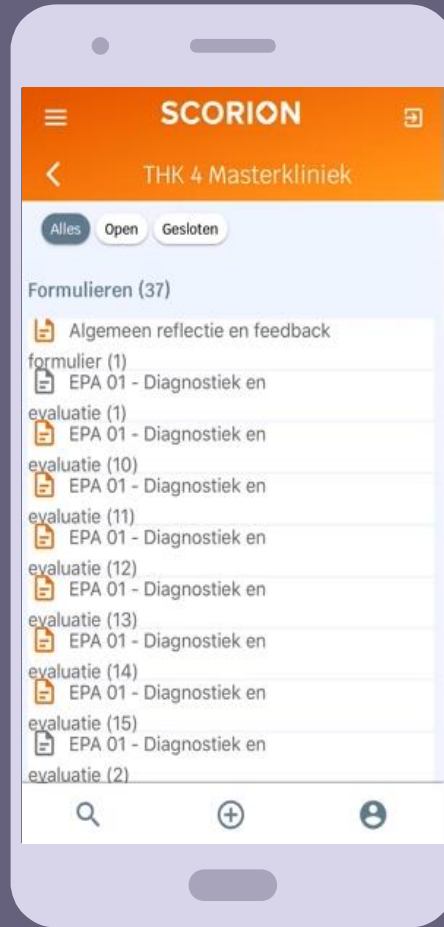 SCORION
THK 4 Masterkliniek
Alles Open Gesloten
Formulieren (37)
Algemeen reflectie en feedback
formulier (1)
EPA 01 - Diagnostiek en
evaluatie (1)
EPA 01 - Diagnostiek en
evaluatie (10)
EPA 01 - Diagnostiek en
evaluatie (11)
EPA 01 - Diagnostiek en
evaluatie (12)
EPA 01 - Diagnostiek en
evaluatie (13)
EPA 01 - Diagnostiek en
evaluatie (14)
EPA 01 - Diagnostiek en
evaluatie (15)
EPA 01 - Diagnostiek en
evaluatie (2)